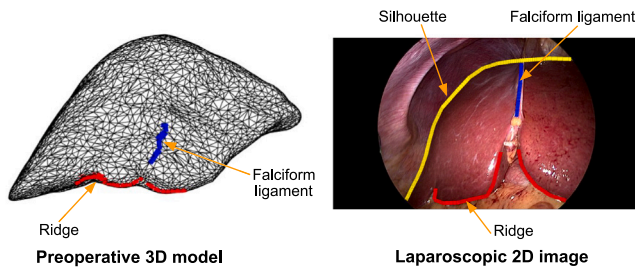 Silhouette
Falciform ligament
Falciform
ligament
Ridge
Ridge
Preoperative 3D model
Laparoscopic 2D image